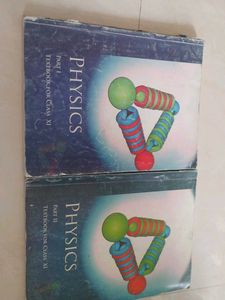 PHYSICS
PART I
TEXTBOOK FOR CLASS XI
PHYSICS
PART II
TEXTBOOK FOR CLASS XI